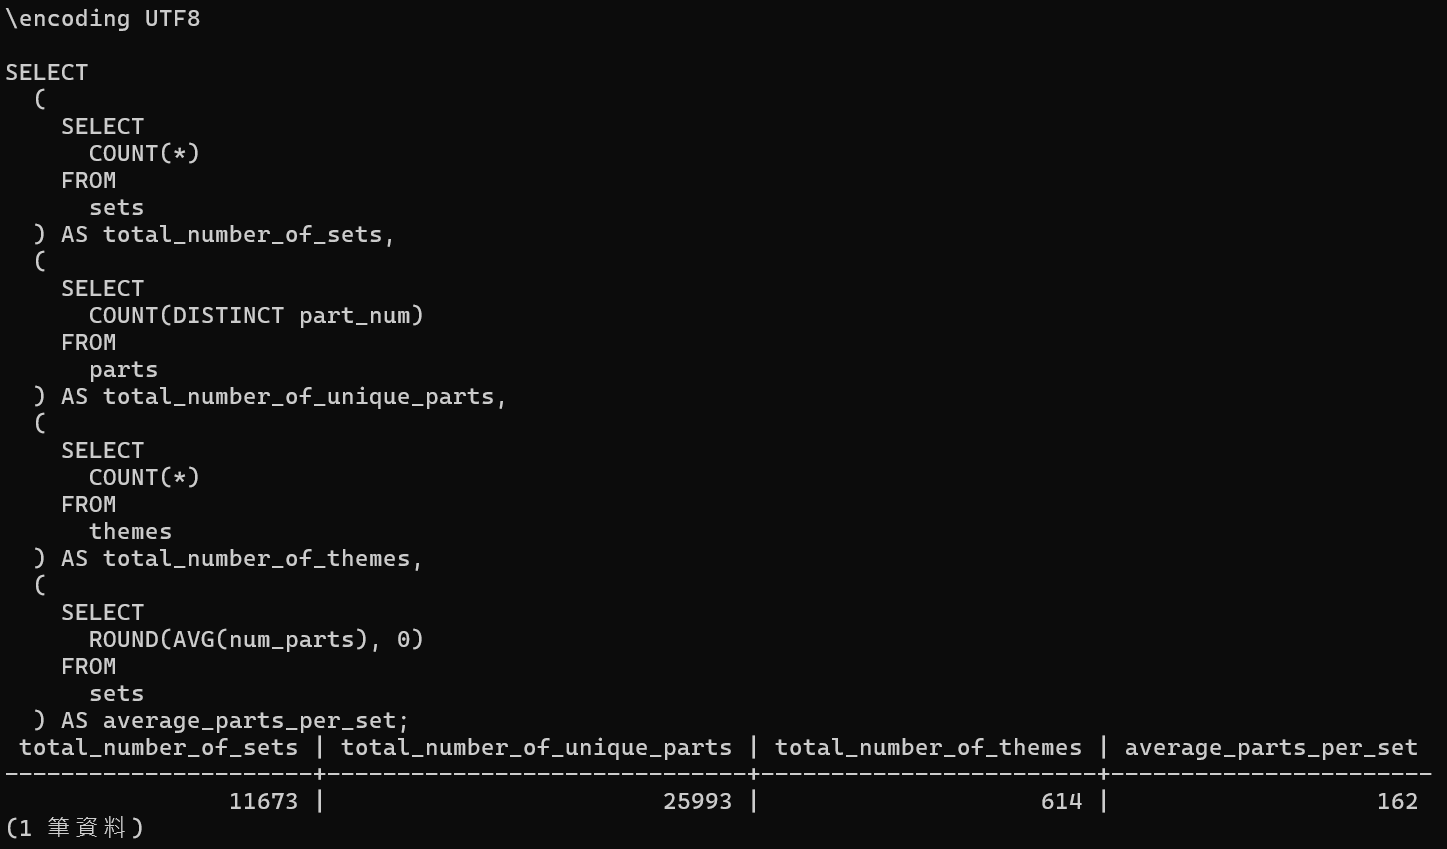 \encoding UTF8
SELECT
  (
    SELECT
      COUNT(*)
    FROM
      sets
  ) AS total_number_of_sets,
  (
    SELECT
      COUNT(DISTINCT part_num)
    FROM
      parts
  ) AS total_number_of_unique_parts,
  (
    SELECT
      COUNT(*)
    FROM
      themes
  ) AS total_number_of_themes,
  (
    SELECT
      ROUND(AVG(num_parts), 0)
    FROM
      sets
  ) AS average_parts_per_set;
 total_number_of_sets | total_number_of_unique_parts | total_number_of_themes | average_parts_per_set
----------------------+------------------------------+------------------------+-----------------------
                11673 |                        25993 |                    614 |                   162
(1 筆資料)